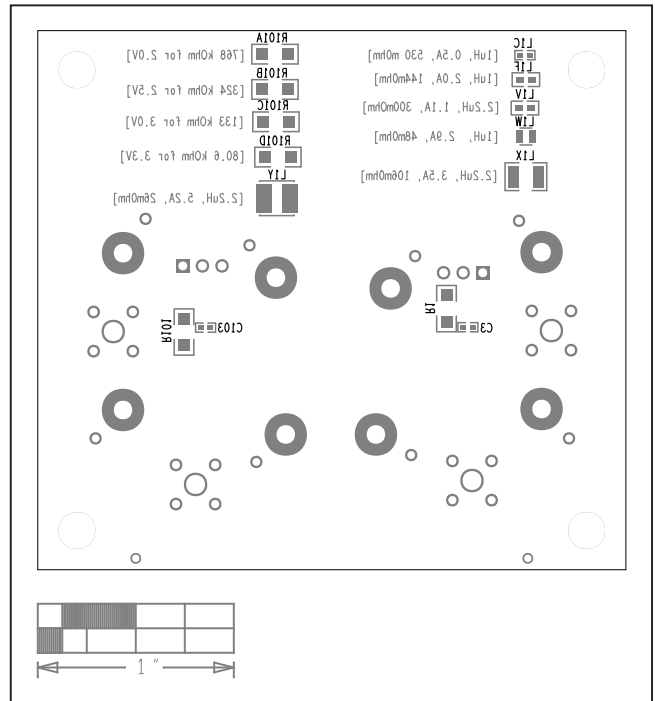 R101A
[768 kOhm for 2.0V]
R101B
[324 kOhm for 2.5V]
R101C
[133 kOhm for 3.0V]
R101D
[80.6 kOhm for 3.3V]
L1Y
[2.2uH, 5.2A, 26mOhm]
L1C
[1uH, 0.5A, 530 mOhm]
L1F
[1uH, 2.0A, 144mOhm]
L1V
[2.2uH, 1.1A, 300mOhm]
L1W
[1uH, 2.9A, 48mOhm]
L1X
[2.2uH, 3.5A, 106mOhm]
R101
C103
R1
C3
1 "